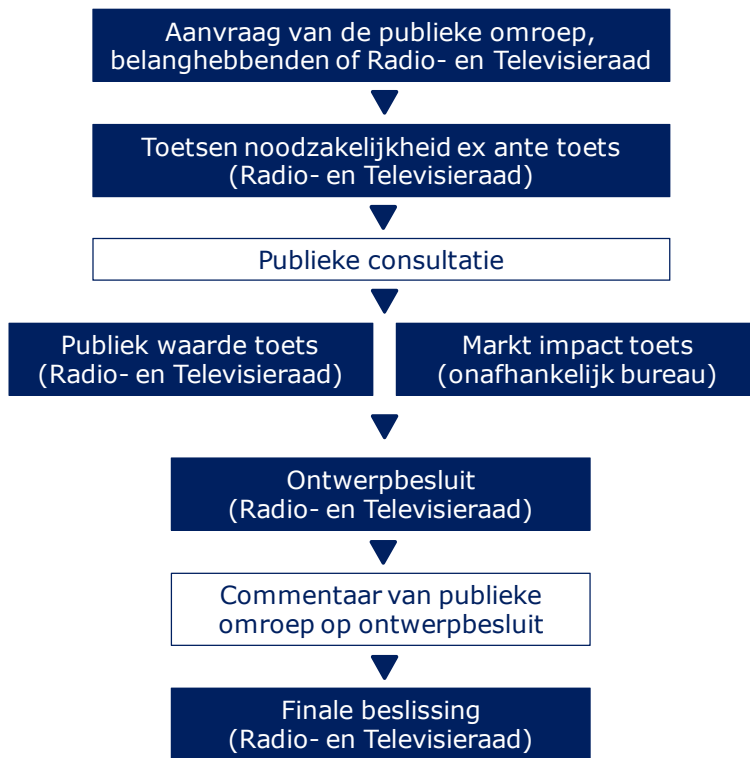 Aanvraag van de publieke omroep,
belanghebbenden of Radio- en Televisieraad
Toetsen noodzakelijkheid ex ante toets
(Radio- en Televisieraad)
Publieke consultatie
Publiek waarde toets
(Radio- en Televisieraad)
Markt impact toets
(onafhankelijk bureau)
Ontwerpbesluit
(Radio- en Televisieraad)
Commentaar van publieke
omroep op ontwerpbesluit
Finale beslissing
(Radio- en Televisieraad)